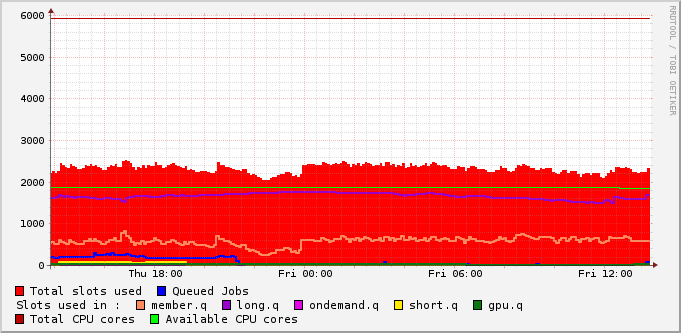 6000
5000
4000
3000
2000
1000
0
Thu 18:00 Fri 00:00 Fri 06:00 Fri 12:00
Total slots used Queued Jobs
Slots used in : member.q long.q ondemand.q short.q gpu.q
Total CPU cores Available CPU cores
RRDTOOL / TOBI OETIKER